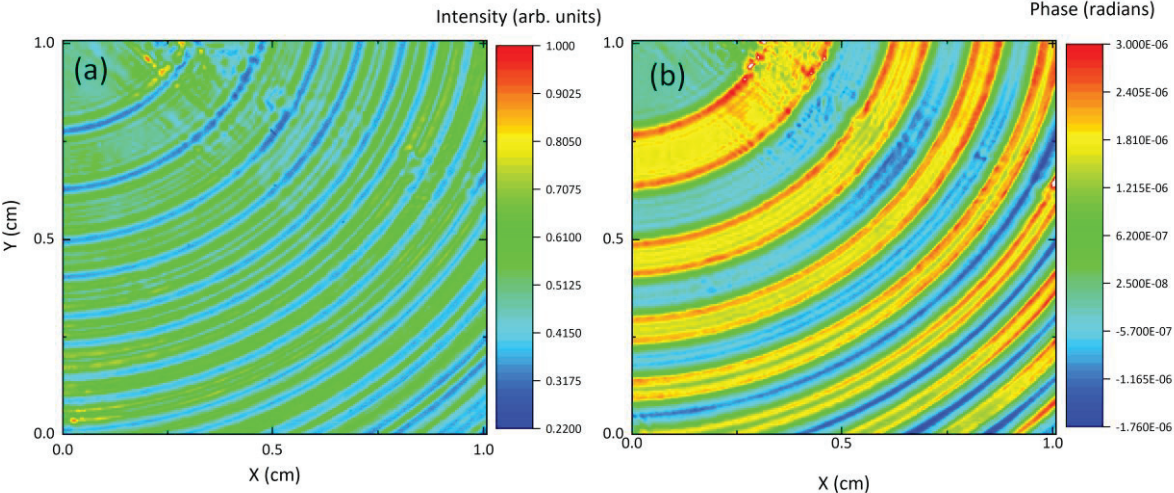 Intensity (arb. units)
(a)
1.0
0.5
0.0
Y (cm)
0.0
0.5
1.0
X (cm)
1.000
0.9025
0.8050
0.7075
0.6100
0.5125
0.4150
0.3175
0.2200
Phase (radians)
(b)
1.0
0.5
0.0
0.0
0.5
1.0
X (cm)
3.000E-06
2.405E-06
1.810E-06
1.215E-06
6.200E-07
2.500E-08
-5.700E-07
-1.165E-06
-1.760E-06